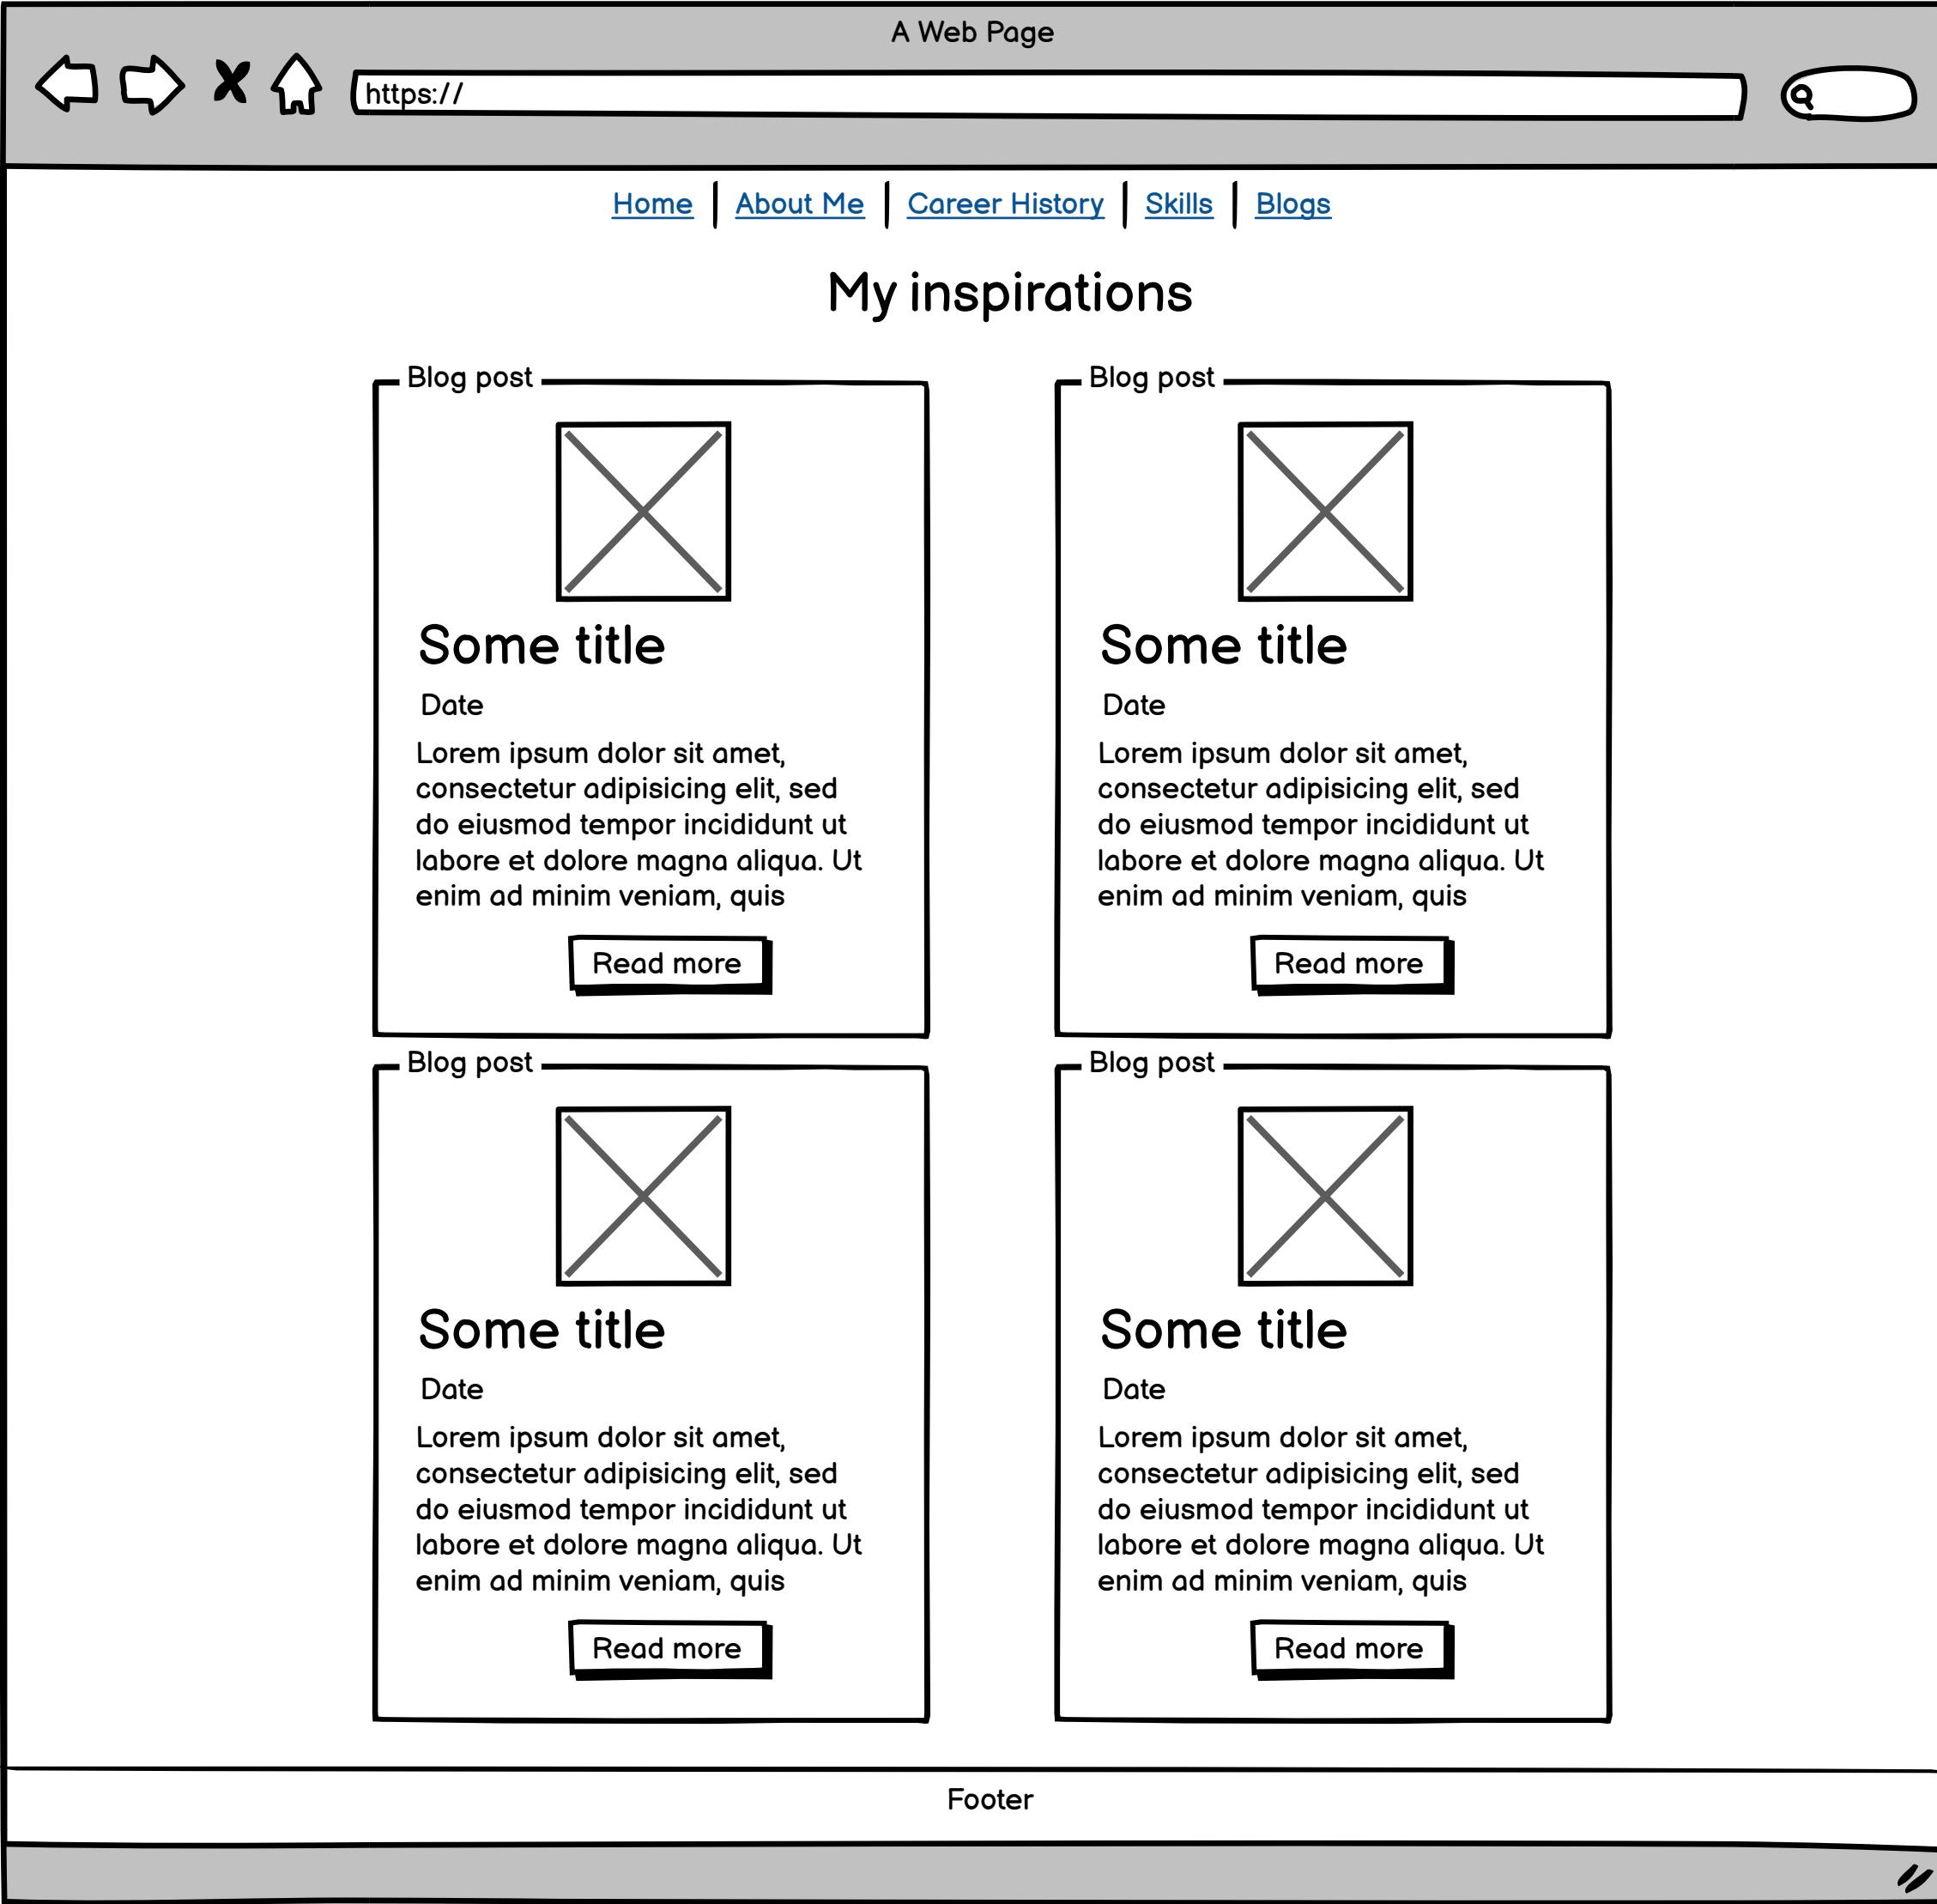 A Web Page
https://
Home | About Me | Career History | Skills | Blogs
My inspirations
Blog post
Some title
Date
Lorem ipsum dolor sit amet,
consectetur adipisicing elit, sed
do eiusmod tempor incididunt ut
labore et dolore magna aliqua. Ut
enim ad minim veniam, quis
Read more
Blog post
Some title
Date
Lorem ipsum dolor sit amet,
consectetur adipisicing elit, sed
do eiusmod tempor incididunt ut
labore et dolore magna aliqua. Ut
enim ad minim veniam, quis
Read more
Blog post
Some title
Date
Lorem ipsum dolor sit amet,
consectetur adipisicing elit, sed
do eiusmod tempor incididunt ut
labore et dolore magna aliqua. Ut
enim ad minim veniam, quis
Read more
Blog post
Some title
Date
Lorem ipsum dolor sit amet,
consectetur adipisicing elit, sed
do eiusmod tempor incididunt ut
labore et dolore magna aliqua. Ut
enim ad minim veniam, quis
Read more
Footer